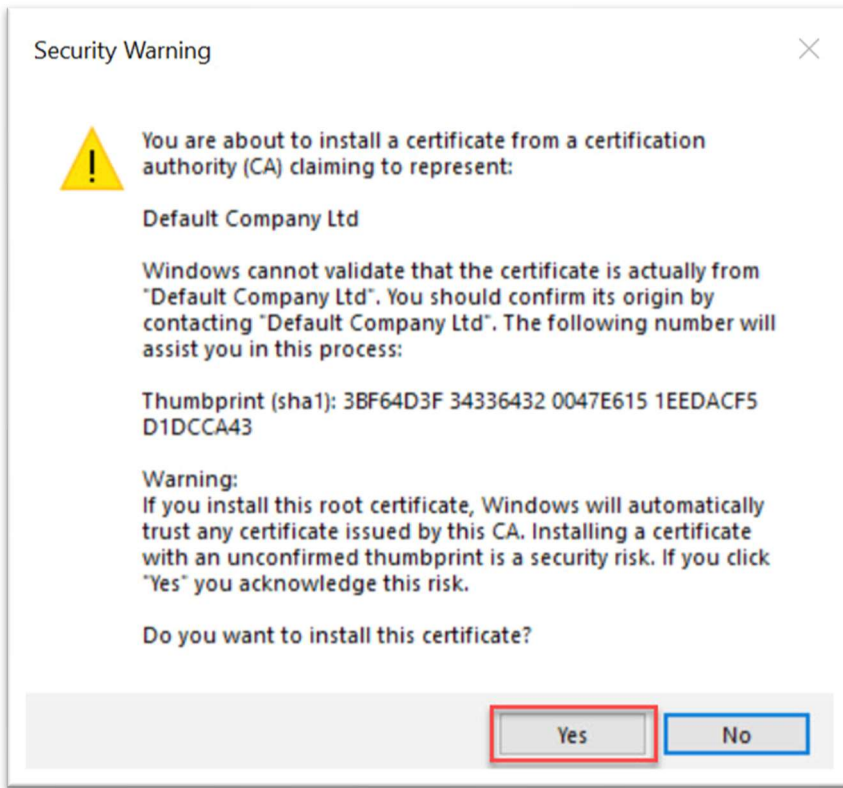 Security Warning
You are about to install a certificate from a certification
authority (CA) claiming to represent:
Default Company Ltd
Windows cannot validate that the certificate is actually from
"Default Company Ltd". You should confirm its origin by
contacting "Default Company Ltd". The following number will
assist you in this process:
Thumbprint (sha1): 3BF64D3F 34336432 0047E615 1EEDACF5
D1DCCA43
Warning:
If you install this root certificate, Windows will automatically
trust any certificate issued by this CA. Installing a certificate
with an unconfirmed thumbprint is a security risk. If you click
"Yes" you acknowledge this risk.
Do you want to install this certificate?
Yes No